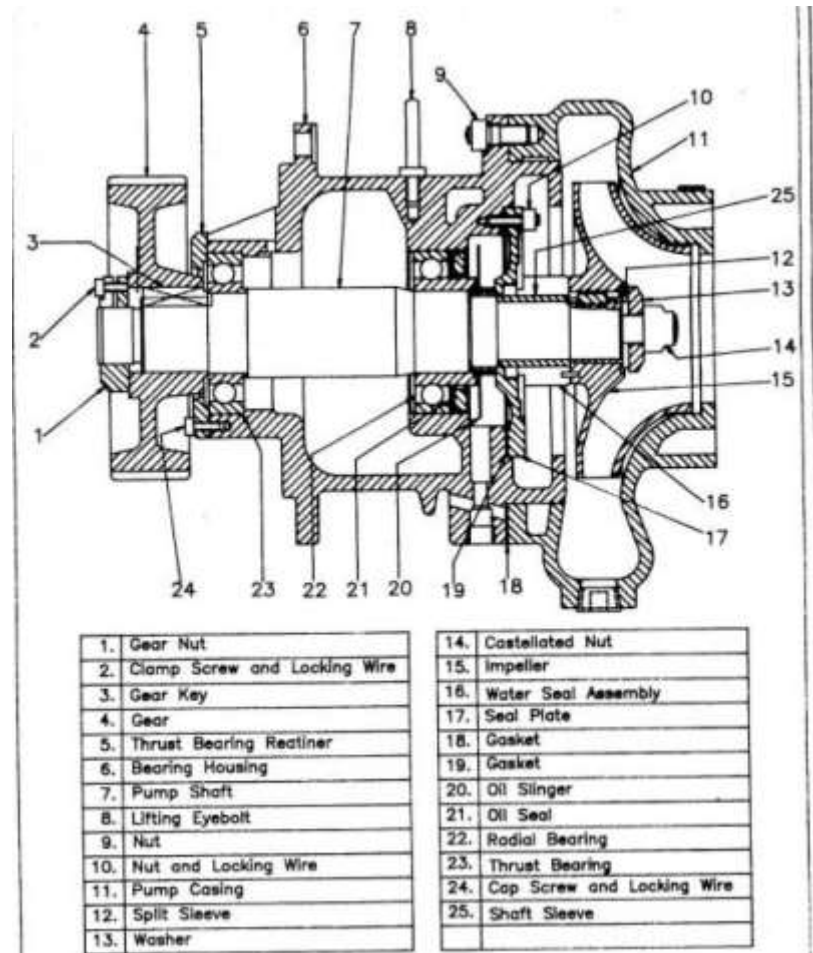 4 5 6 7 8
9
10
11
25
12
3
13
2
14
15
1
16
17
24 23 22 21 20 19 18
1. Gear Nut
2. Clamp Screw and Locking Wire
3. Gear Key
4. Gear
5. Thrust Bearing Reatiner
6. Bearing Housing
7. Pump Shaft
8. Lifting Eyebolt
9. Nut
10. Nut and Locking Wire
11. Pump Casing
12. Split Sleeve
13. Washer
14. Castellated Nut
15. Impeller
16. Water Seal Assembly
17. Seal Plate
18. Gasket
19. Gasket
20. Oil Slinger
21. Oil Seal
22. Radial Bearing
23. Thrust Bearing
24. Cap Screw and Locking Wire
25. Shaft Sleeve